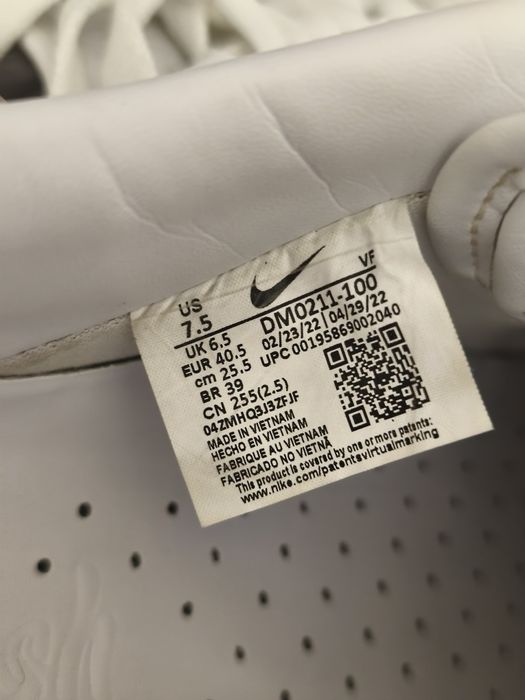 US
7.5
VF
UK 6.5
DM0211-100
EUR 40.5
02/23/22 | 04/29/22
cm 25.5
UPC 00195869002040
BR 39
CN 255(2.5)
04ZMHQ3J3ZFJF
MADE IN VIETNAM
HECHO EN VIETNAM
FABRIQUE AU VIETNAM
FABRICADO NO VIETNÃ
This product is covered by one or more patents:
www.nike.com/patentsvirtualmarking